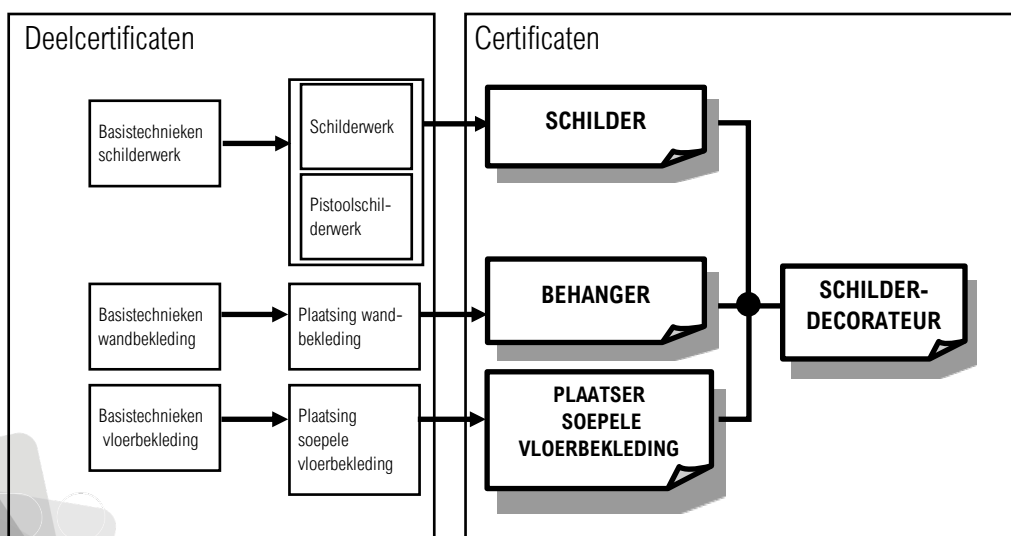 Deelcertificaten
Basistechnieken
schilderwerk
Schilderwerk
Pistoolschil-
derwerk
Basistechnieken
wandbekleding
Plaatsing wand-
bekleding
Basistechnieken
vloerbekleding
Plaatsing
soepele
vloerbekleding
Certificaten
SCHILDER
BEHANGER
PLAATSER
SOEPELE
VLOERBEKLEDING
SCHILDER-
DECORATEUR